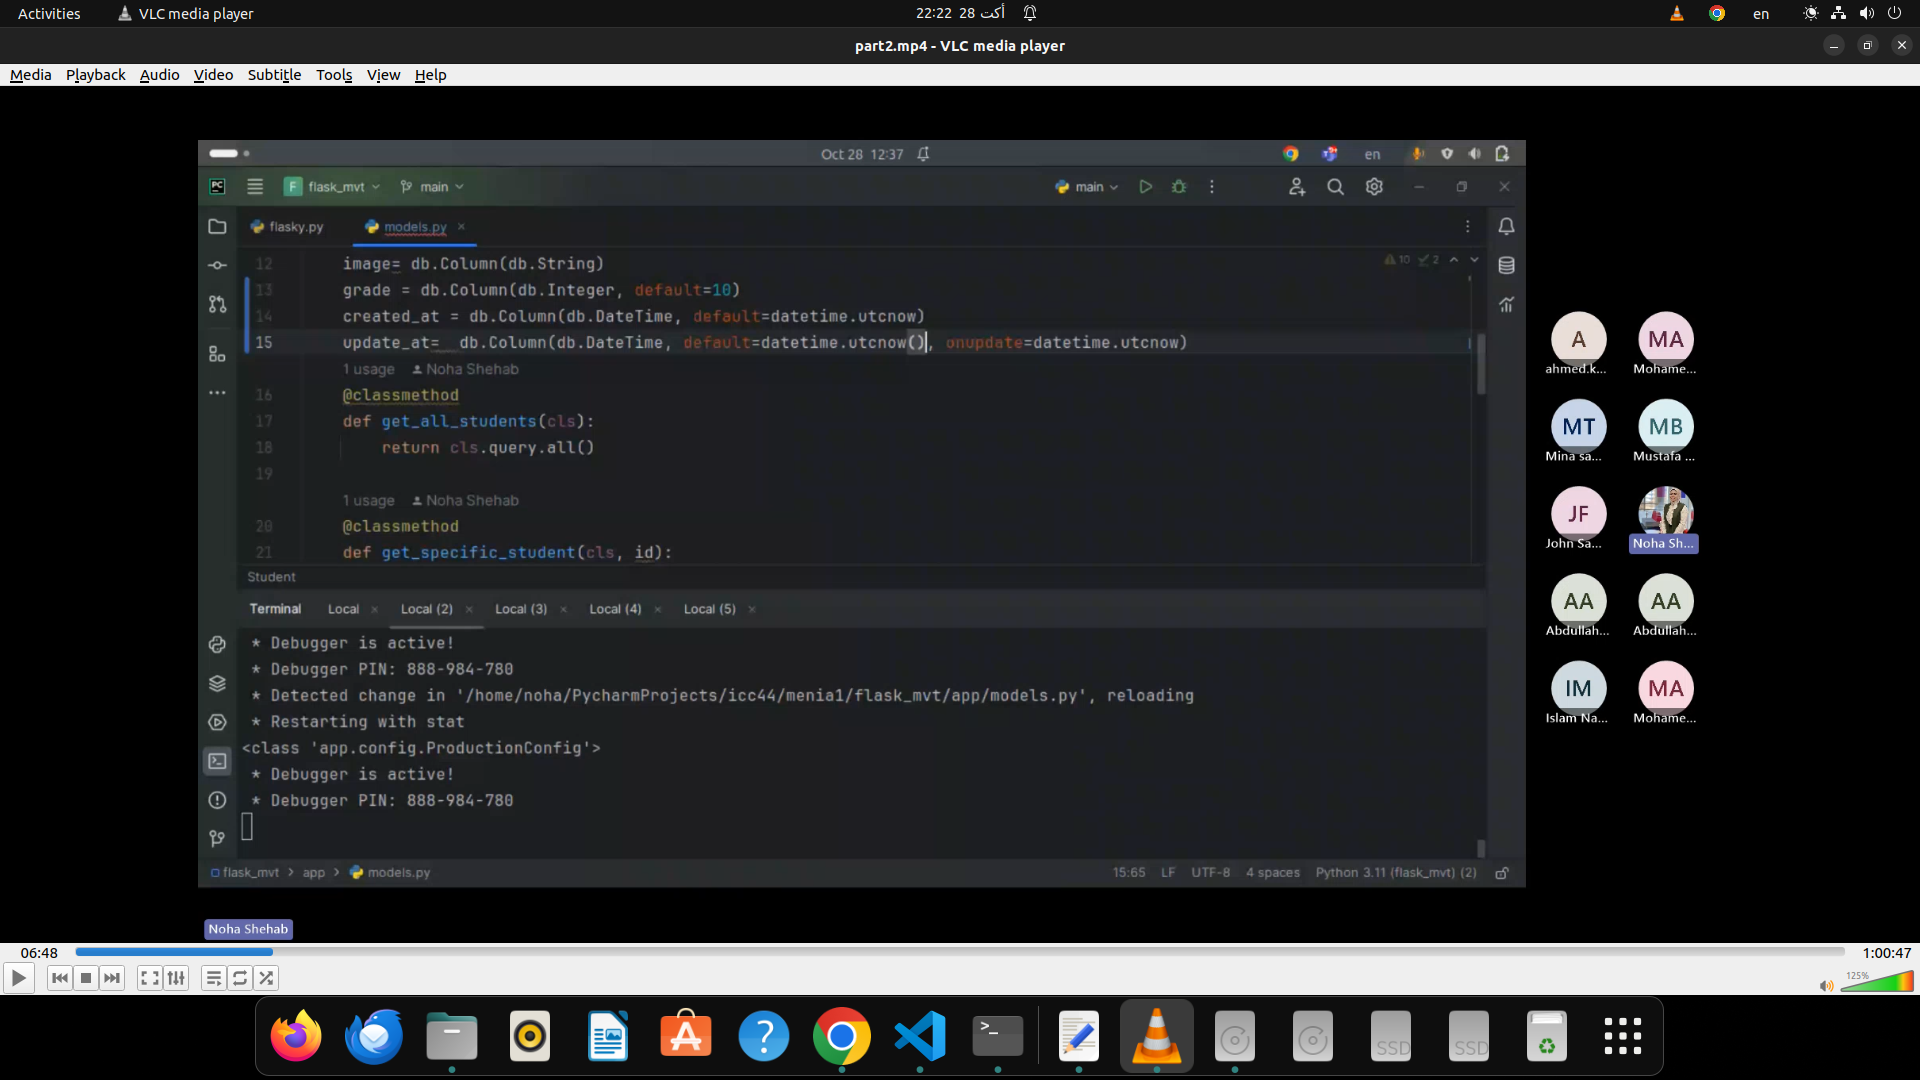 Activities
VLC media player
22:22 28 أكت
en
part2.mp4 - VLC media player
Media Playback Audio Video Subtitle Tools View Help
Oct 28 12:37
en
PC
F flask_mvt
main
main
flasky.py
models.py
10 2
12 image= db.Column(db.String)
13 grade = db.Column(db.Integer, default=10)
14 created_at = db.Column(db.DateTime, default=datetime.utcnow)
15 update_at= db.Column(db.DateTime, default=datetime.utcnow(), onupdate=datetime.utcnow)
1 usage Noha Shehab
16 @classmethod
17 def get_all_students(cls):
18 return cls.query.all()
19
1 usage Noha Shehab
20 @classmethod
21 def get_specific_student(cls, id):
Student
Terminal Local × Local (2) × Local (3) × Local (4) × Local (5) ×
* Debugger is active!
* Debugger PIN: 888-984-780
* Detected change in '/home/noha/PycharmProjects/icc44/menia1/flask_mvt/app/models.py', reloading
* Restarting with stat
<class 'app.config.ProductionConfig'>
* Debugger is active!
* Debugger PIN: 888-984-780
flask_mvt > app > models.py
15:65 LF UTF-8 4 spaces Python 3.11 (flask_mvt) (2)
A MA
ahmed.k... Mohame...
MT MB
Mina sa... Mustafa ...
JF
John Sa... Noha Sh...
AA AA
Abdullah... Abdullah...
IM MA
Islam Na... Mohame...
Noha Shehab
06:48
1:00:47
125%
SSD
SSD